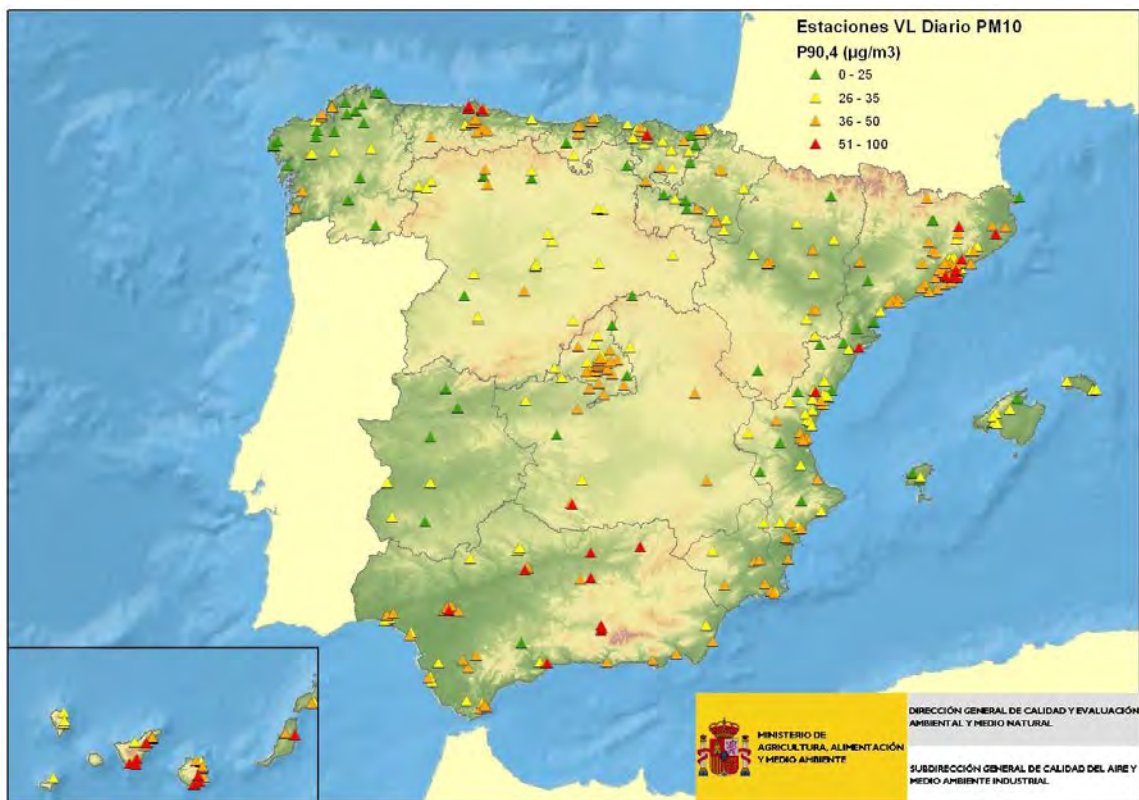 Estaciones VL Diario PM10
P90,4 (µg/m3)
0 - 25
26 - 35
36 - 50
51 - 100
MINISTERIO DE
AGRICULTURA, ALIMENTACIÓN
Y MEDIO AMBIENTE
DIRECCIÓN GENERAL DE CALIDAD Y EVALUACIÓN
AMBIENTAL Y MEDIO NATURAL
SUBDIRECCIÓN GENERAL DE CALIDAD DEL AIRE Y
MEDIO AMBIENTE INDUSTRIAL